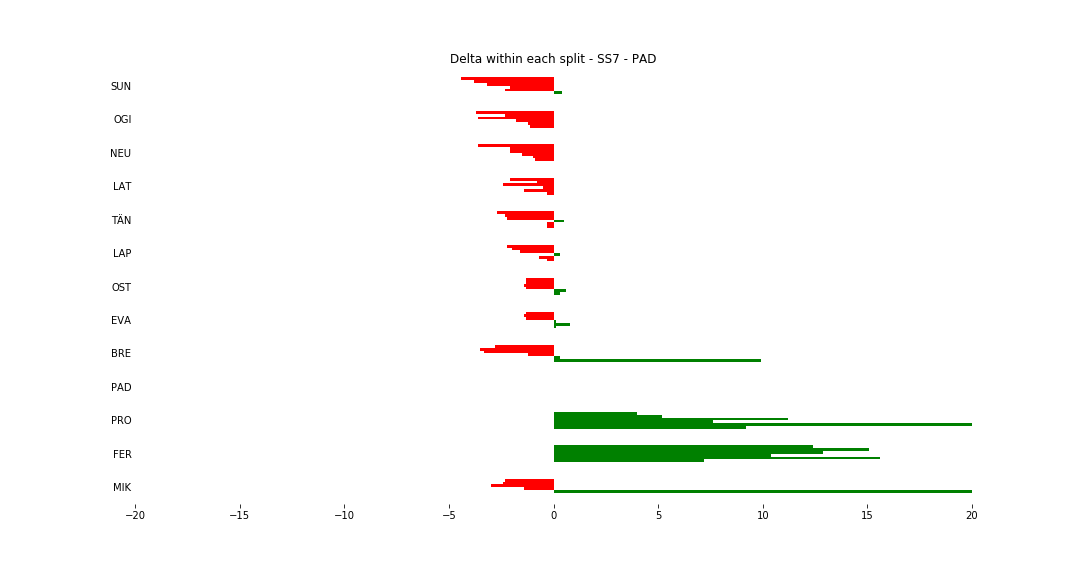 Delta within each split - SS7 - PAD
SUN
OGI
NEU
LAT
TÄN
LAP
OST
EVA
BRE
PAD
PRO
FER
MIK
−20 −15 −10 −5 0 5 10 15 20